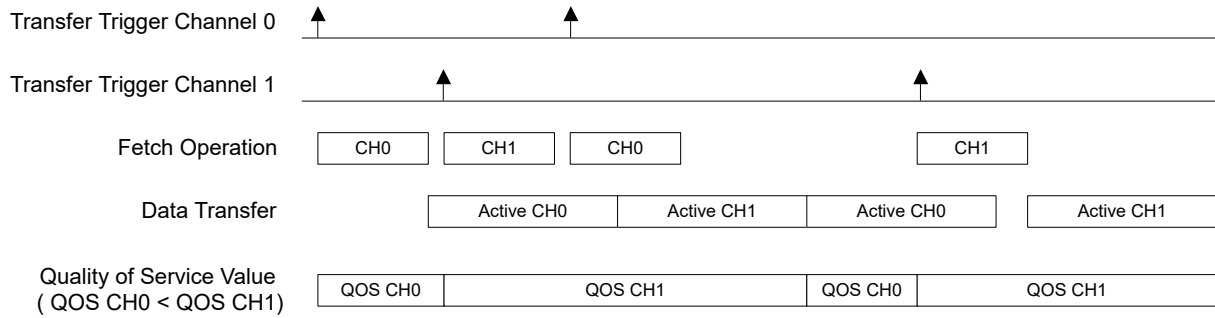 Transfer Trigger Channel 0
Transfer Trigger Channel 1
Fetch Operation CH0 CH1 CH0 CH1
Data Transfer Active CH0 Active CH1 Active CH0 Active CH1
Quality of Service Value
( QOS CH0 < QOS CH1) QOS CH0 QOS CH1 QOS CH0 QOS CH1